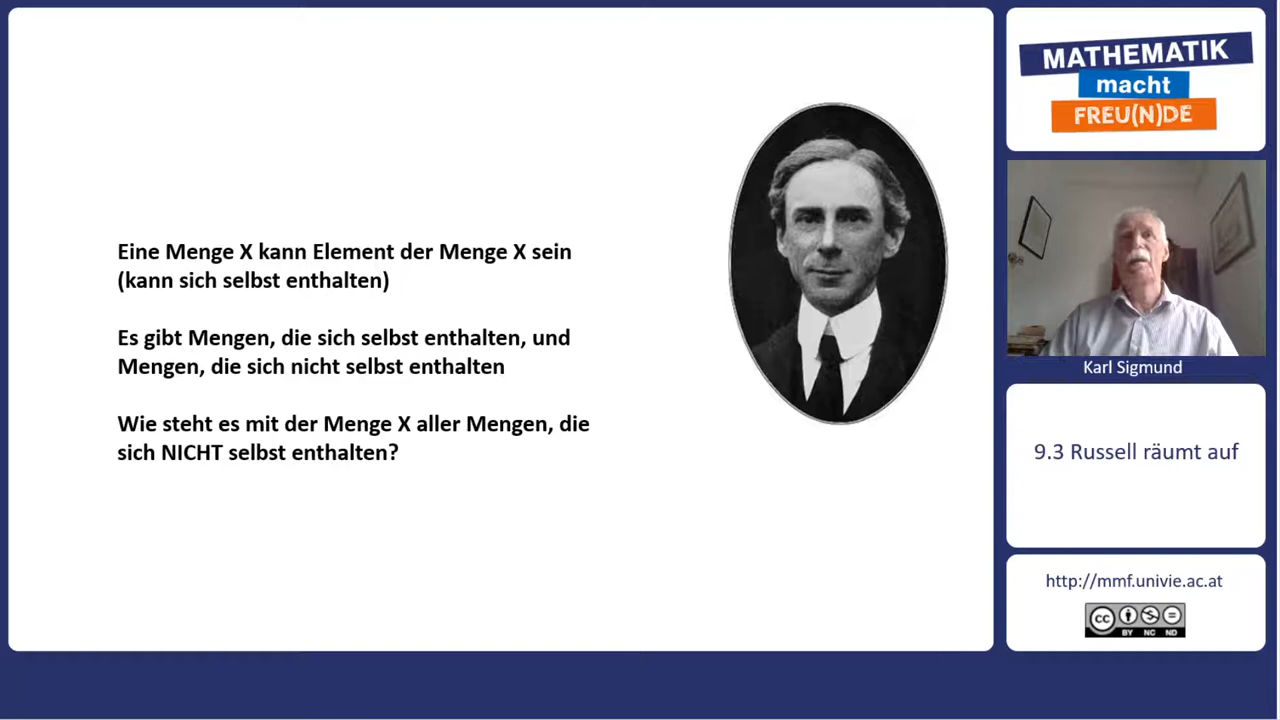 Eine Menge X kann Element der Menge X sein
(kann sich selbst enthalten)
Es gibt Mengen, die sich selbst enthalten, und
Mengen, die sich nicht selbst enthalten
Wie steht es mit der Menge X aller Mengen, die
sich NICHT selbst enthalten?
MATHEMATIK
macht
FREU(N)DE
Karl Sigmund
9.3 Russell räumt auf
http://mmf.univie.ac.at
CC
BY NC ND